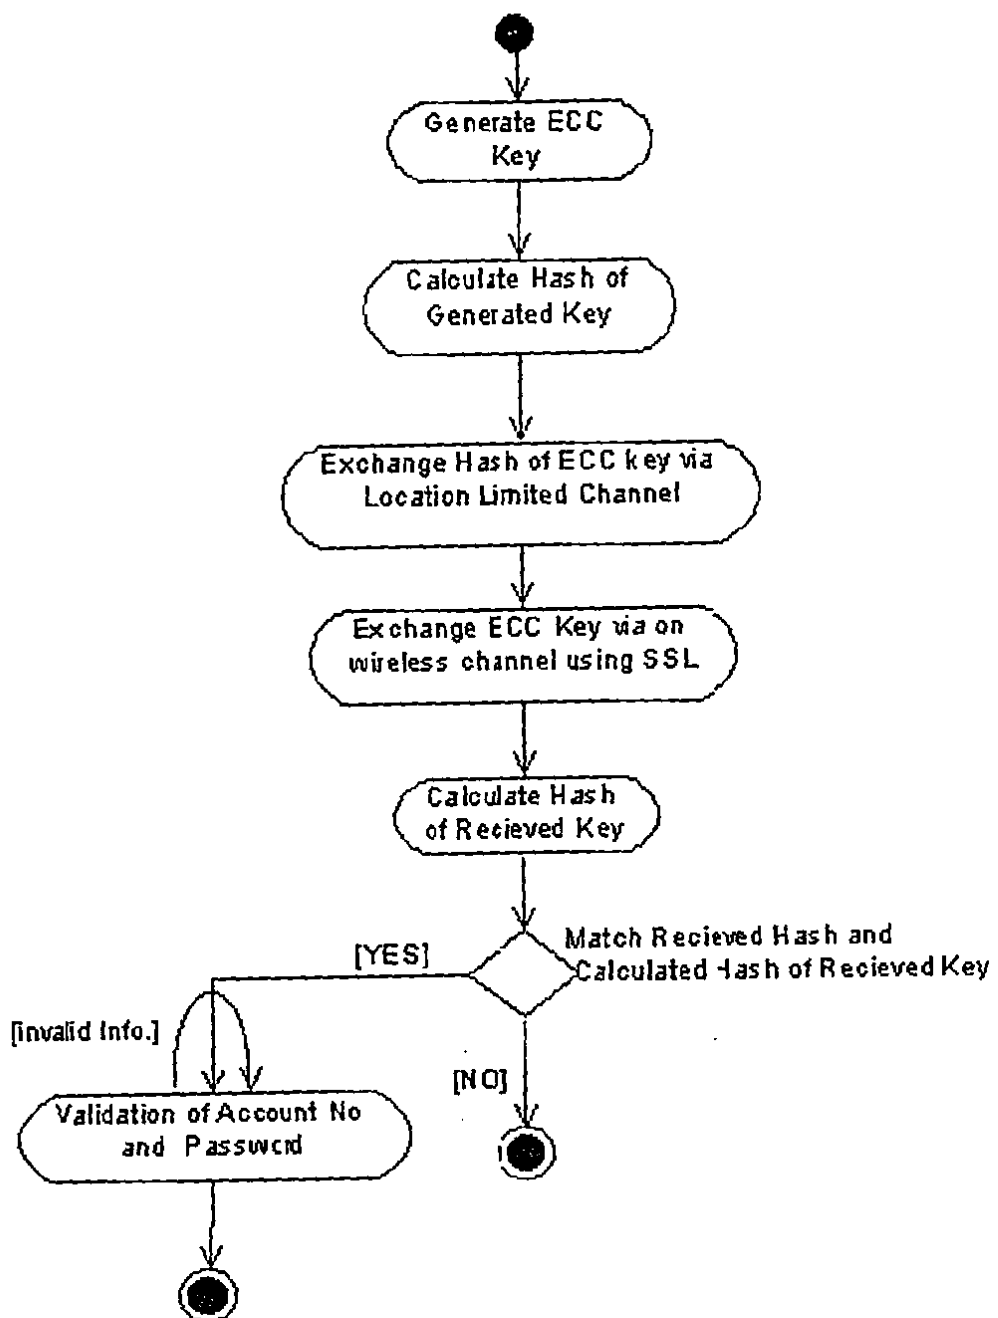 Generate ECC
Key
Calculate Hash of
Generated Key
Exchange Hash of ECC key via
Location Limited Channel
Exchange ECC Key via on
wireless channel using SSL
Calculate Hash
of Recieved Key
Match Recieved Hash and
Calculated Hash of Recieved Key
[YES]
[invalid Info.]
[NO]
Validation of Account No
and Password